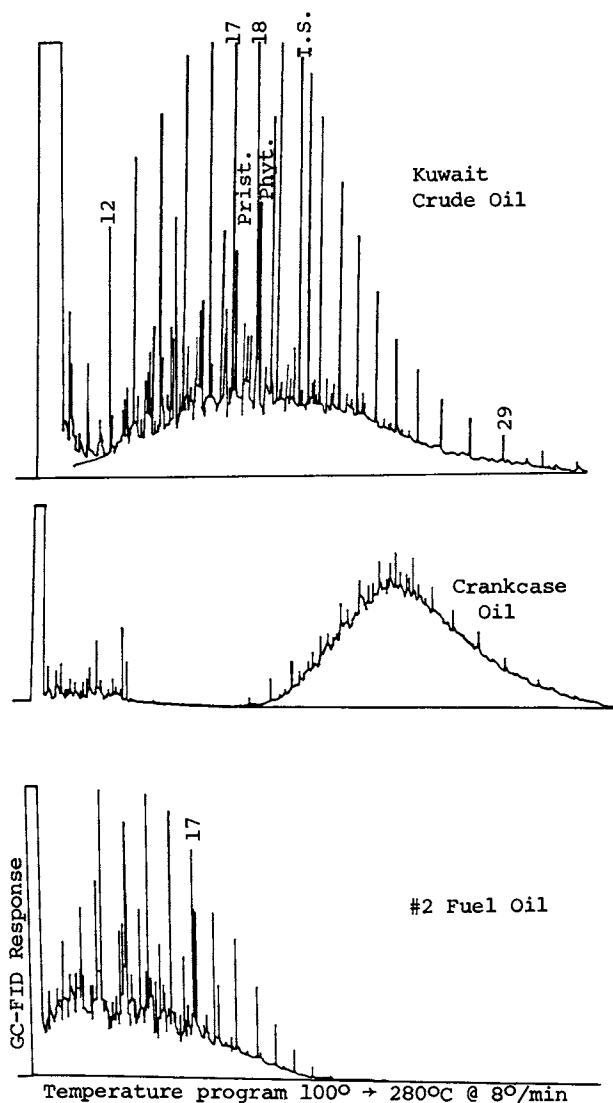 17
18
I.S.
Prist.
Phyt.
12
Kuwait
Crude Oil
29
Crankcase
Oil
17
#2 Fuel Oil
GC-FID Response
Temperature program 100° → 280°C @ 8°/min